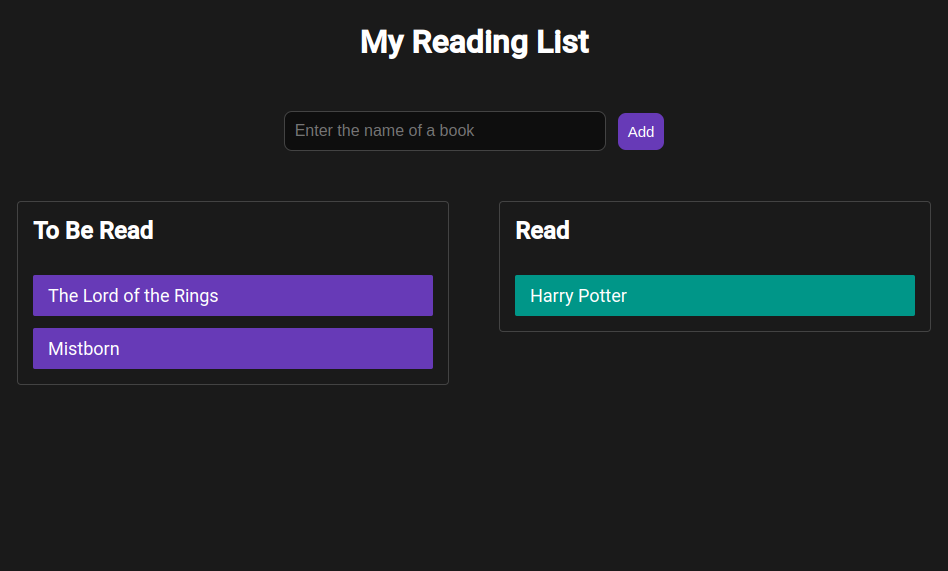 My Reading List
Enter the name of a book
Add
To Be Read
The Lord of the Rings
Mistborn
Read
Harry Potter